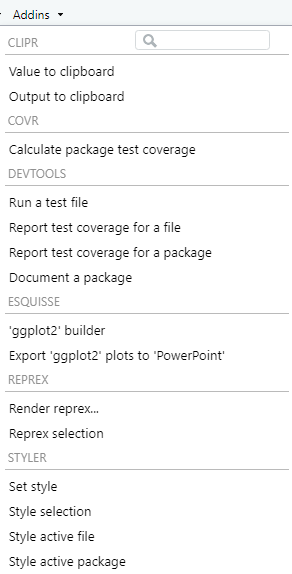 Addins
CLIPR
Value to clipboard
Output to clipboard
COVR
Calculate package test coverage
DEVTOOLS
Run a test file
Report test coverage for a file
Report test coverage for a package
Document a package
ESQUISSE
'ggplot2' builder
Export 'ggplot2' plots to 'PowerPoint'
REPREX
Render reprex...
Reprex selection
STYLER
Set style
Style selection
Style active file
Style active package